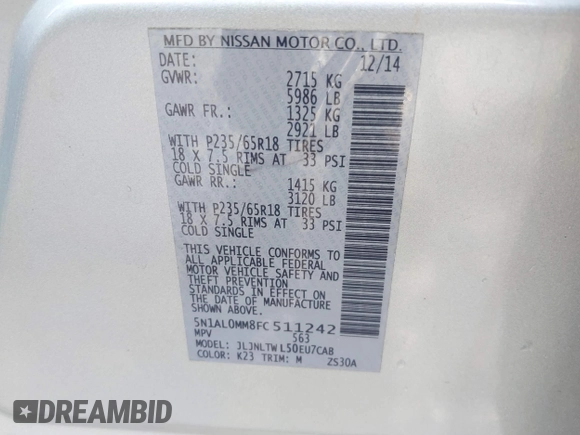 MFD BY NISSAN MOTOR CO., LTD.
DATE: 12/14
GVWR: 2715 KG
5986 LB
GAWR FR.: 1325 KG
2921 LB
WITH P235/65R18 TIRES
18 X 7.5 RIMS AT 33 PSI
COLD SINGLE
GAWR RR.: 1415 KG
3120 LB
WITH P235/65R18 TIRES
18 X 7.5 RIMS AT 33 PSI
COLD SINGLE
THIS VEHICLE CONFORMS TO
ALL APPLICABLE FEDERAL
MOTOR VEHICLE SAFETY AND
THEFT PREVENTION
STANDARDS IN EFFECT ON
THE DATE OF MANUFACTURE
SHOWN ABOVE.
5N1AL0MM8FC511242
MPV 563
MODEL: JLJNLTWL50EU7CAB
COLOR: K23 TRIM: M ZS30A
DREAMBID